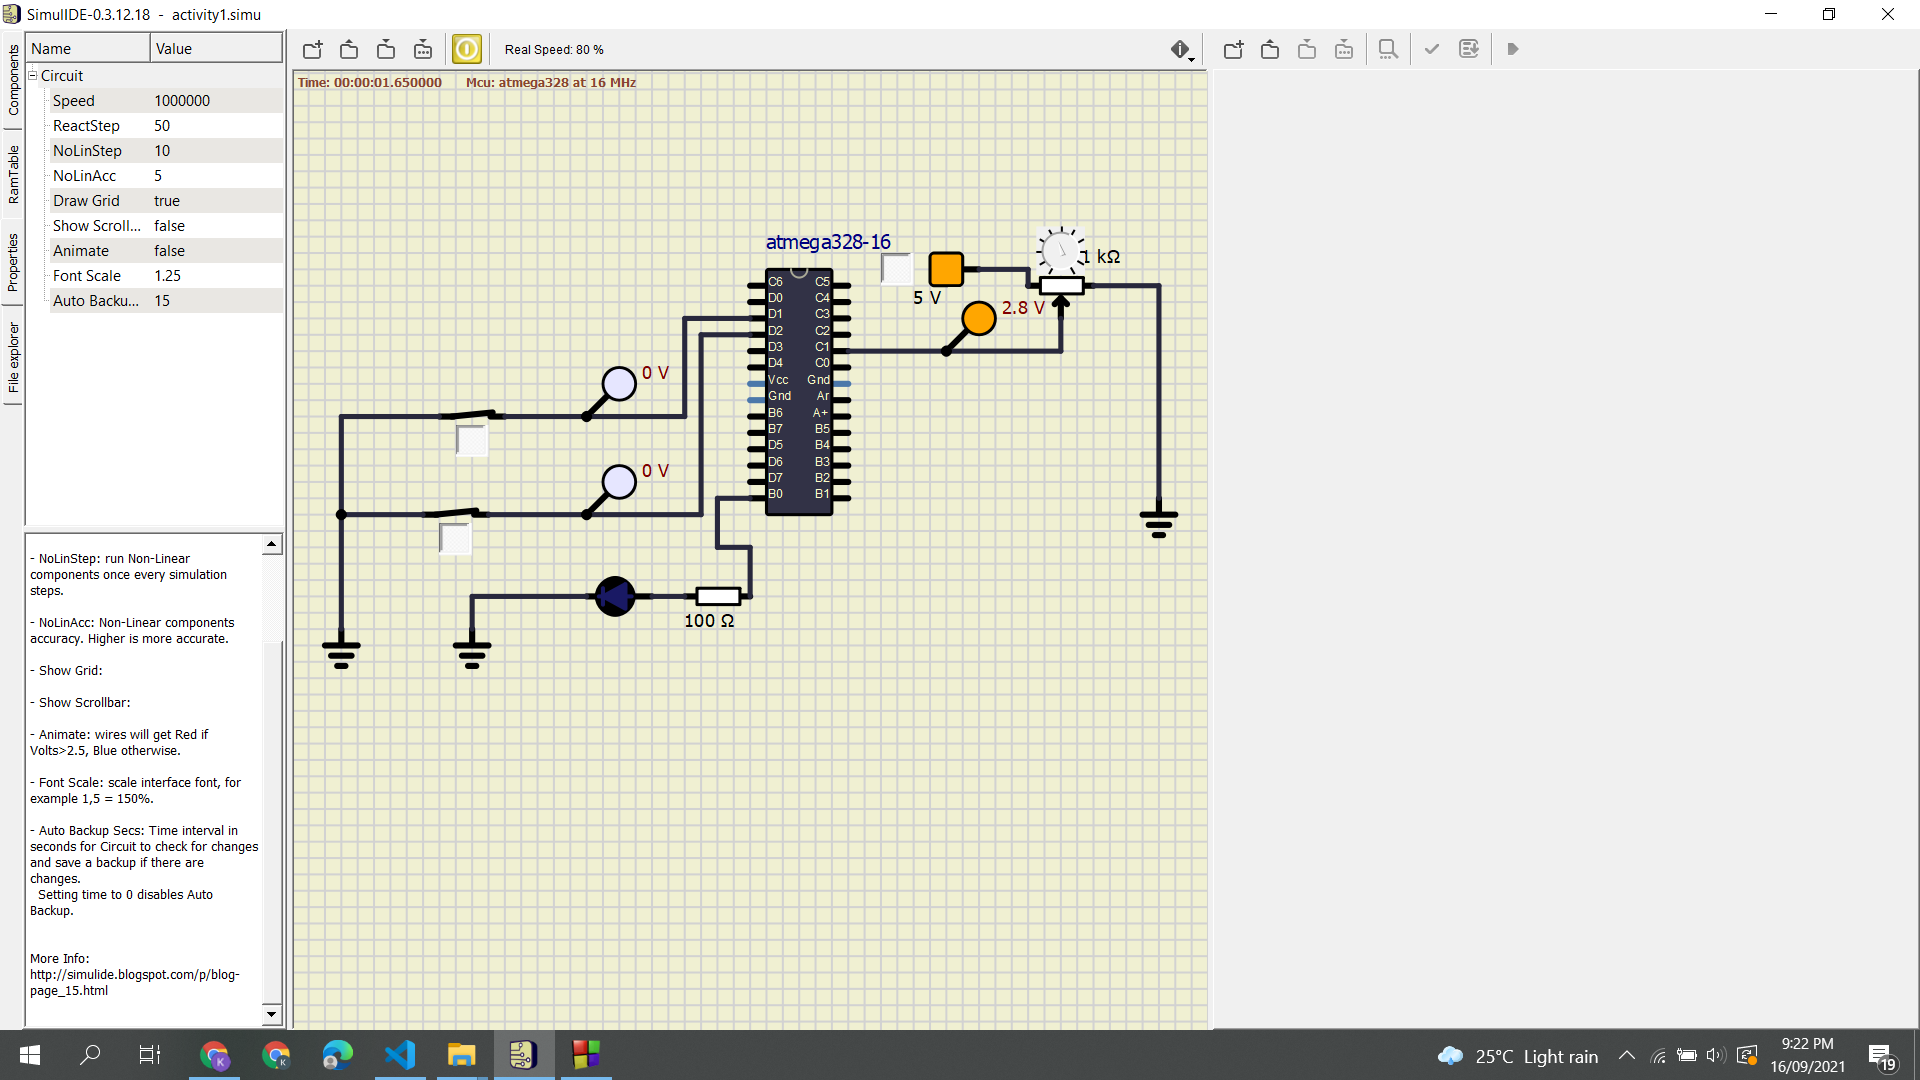 SimulIDE-0.3.12.18 - activity1.simu
Components
RamTable
Properties
File explorer
Name Value
Circuit
Speed 1000000
ReactStep 50
NoLinStep 10
NoLinAcc 5
Draw Grid true
Show Scroll... false
Animate false
Font Scale 1.25
Auto Backu... 15
- NoLinStep: run Non-Linear
components once every simulation
steps.
- NoLinAcc: Non-Linear components
accuracy. Higher is more accurate.
- Show Grid:
- Show Scrollbar:
- Animate: wires will get Red if
Volts>2.5, Blue otherwise.
- Font Scale: scale interface font, for
example 1,5 = 150%.
- Auto Backup Secs: Time interval in
seconds for Circuit to check for changes
and save a backup if there are
changes.
Setting time to 0 disables Auto
Backup.
More Info:
http://simulide.blogspot.com/p/blog-
page_15.html
Real Speed: 80 %
Time: 00:00:01.650000 Mcu: atmega328 at 16 MHz
atmega328-16
C6 C5
D0 C4
D1 C3
D2 C2
D3 C1
D4 C0
Vcc Gnd
Gnd Ar
B6 A+
B7 B5
D5 B4
D6 B3
D7 B2
B0 B1
5 V
1 kΩ
2.8 V
0 V
0 V
100 Ω
K
K
25°C Light rain
9:22 PM
16/09/2021
19